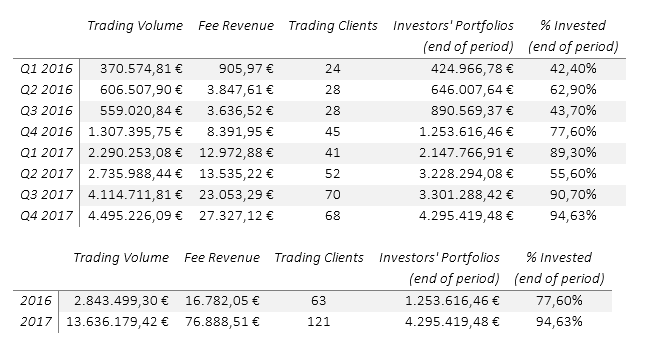 Trading Volume Fee Revenue Trading Clients Investors' Portfolios % Invested
(end of period) (end of period)
Q1 2016 370.574,81 € 905,97 € 24 424.966,78 € 42,40%
Q2 2016 606.507,90 € 3.847,61 € 28 646.007,64 € 62,90%
Q3 2016 559.020,84 € 3.636,52 € 28 890.569,37 € 43,70%
Q4 2016 1.307.395,75 € 8.391,95 € 45 1.253.616,46 € 77,60%
Q1 2017 2.290.253,08 € 12.972,88 € 41 2.147.766,91 € 89,30%
Q2 2017 2.735.988,44 € 13.535,22 € 52 3.228.294,08 € 55,60%
Q3 2017 4.114.711,81 € 23.053,29 € 70 3.301.288,42 € 90,70%
Q4 2017 4.495.226,09 € 27.327,12 € 68 4.295.419,48 € 94,63%
Trading Volume Fee Revenue Trading Clients Investors' Portfolios % Invested
(end of period) (end of period)
2016 2.843.499,30 € 16.782,05 € 63 1.253.616,46 € 77,60%
2017 13.636.179,42 € 76.888,51 € 121 4.295.419,48 € 94,63%